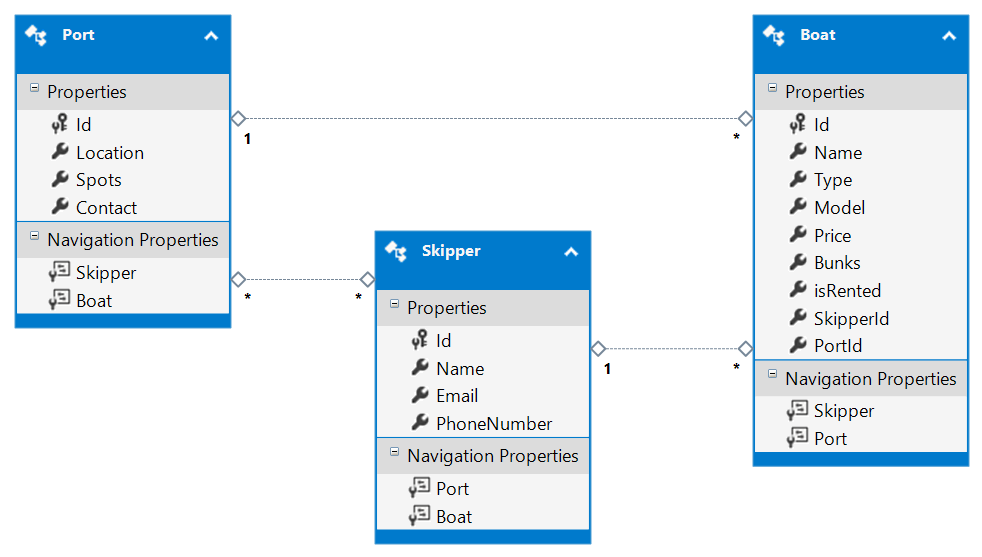 Port
Properties
Id
Location
Spots
Contact
Navigation Properties
Skipper
Boat
1
*
*
*
Skipper
Properties
Id
Name
Email
PhoneNumber
Navigation Properties
Port
Boat
1
*
Boat
Properties
Id
Name
Type
Model
Price
Bunks
isRented
SkipperId
PortId
Navigation Properties
Skipper
Port